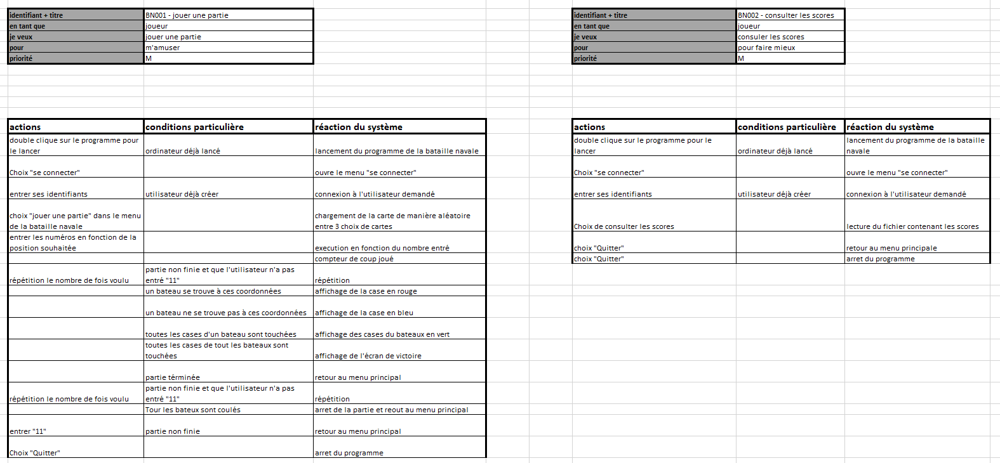 identifiant + titre BN001 - jouer une partie
en tant que joueur
je veux jouer une partie
pour m'amuser
priorité M
actions conditions particulière réaction du système
double clique sur le programme pour
le lancer ordinateur déjà lancé lancement du programme de la bataille navale
Choix "se connecter" ouvre le menu "se connecter"
entrer ses identifiants utilisateur déjà créer connexion à l'utilisateur demandé
choix "jouer une partie" dans le menu chargement de la carte de manière aléatoire
de la bataille navale entre 3 choix de cartes
entrer les numéros en fonction de la
position souhaitée execution en fonction du nombre entré
compteur de coup joué
partie non finie et que l'utilisateur n'a pas
répétition le nombre de fois voulu entré "11" répétition
un bateau se trouve à ces coordonnées affichage de la case en rouge
un bateau ne se trouve pas à ces coordonnées affichage de la case en bleu
toutes les cases d'un bateau sont touchées affichage des cases du bateaux en vert
toutes les cases de tout les bateaux sont
touchées affichage de l'écran de victoire
partie términée retour au menu principal
partie non finie et que l'utilisateur n'a pas
répétition le nombre de fois voulu entré "11" répétition
Tour les bateux sont coulés arret de la partie et reout au menu principal
entrer "11" partie non finie retour au menu principal
Choix "Quitter" arret du programme
identifiant + titre BN002 - consulter les scores
en tant que joueur
je veux consuler les scores
pour pour faire mieux
priorité M
actions conditions particulière réaction du système
double clique sur le programme pour le lancement du programme de la bataille
lancer ordinateur déjà lancé navale
Choix "se connecter" ouvre le menu "se connecter"
entrer ses identifiants utilisateur déjà créer connexion à l'utilisateur demandé
Choix de consulter les scores lecture du fichier contenant les scores
choix "Quitter" retour au menu principale
choix "Quitter" arret du programme